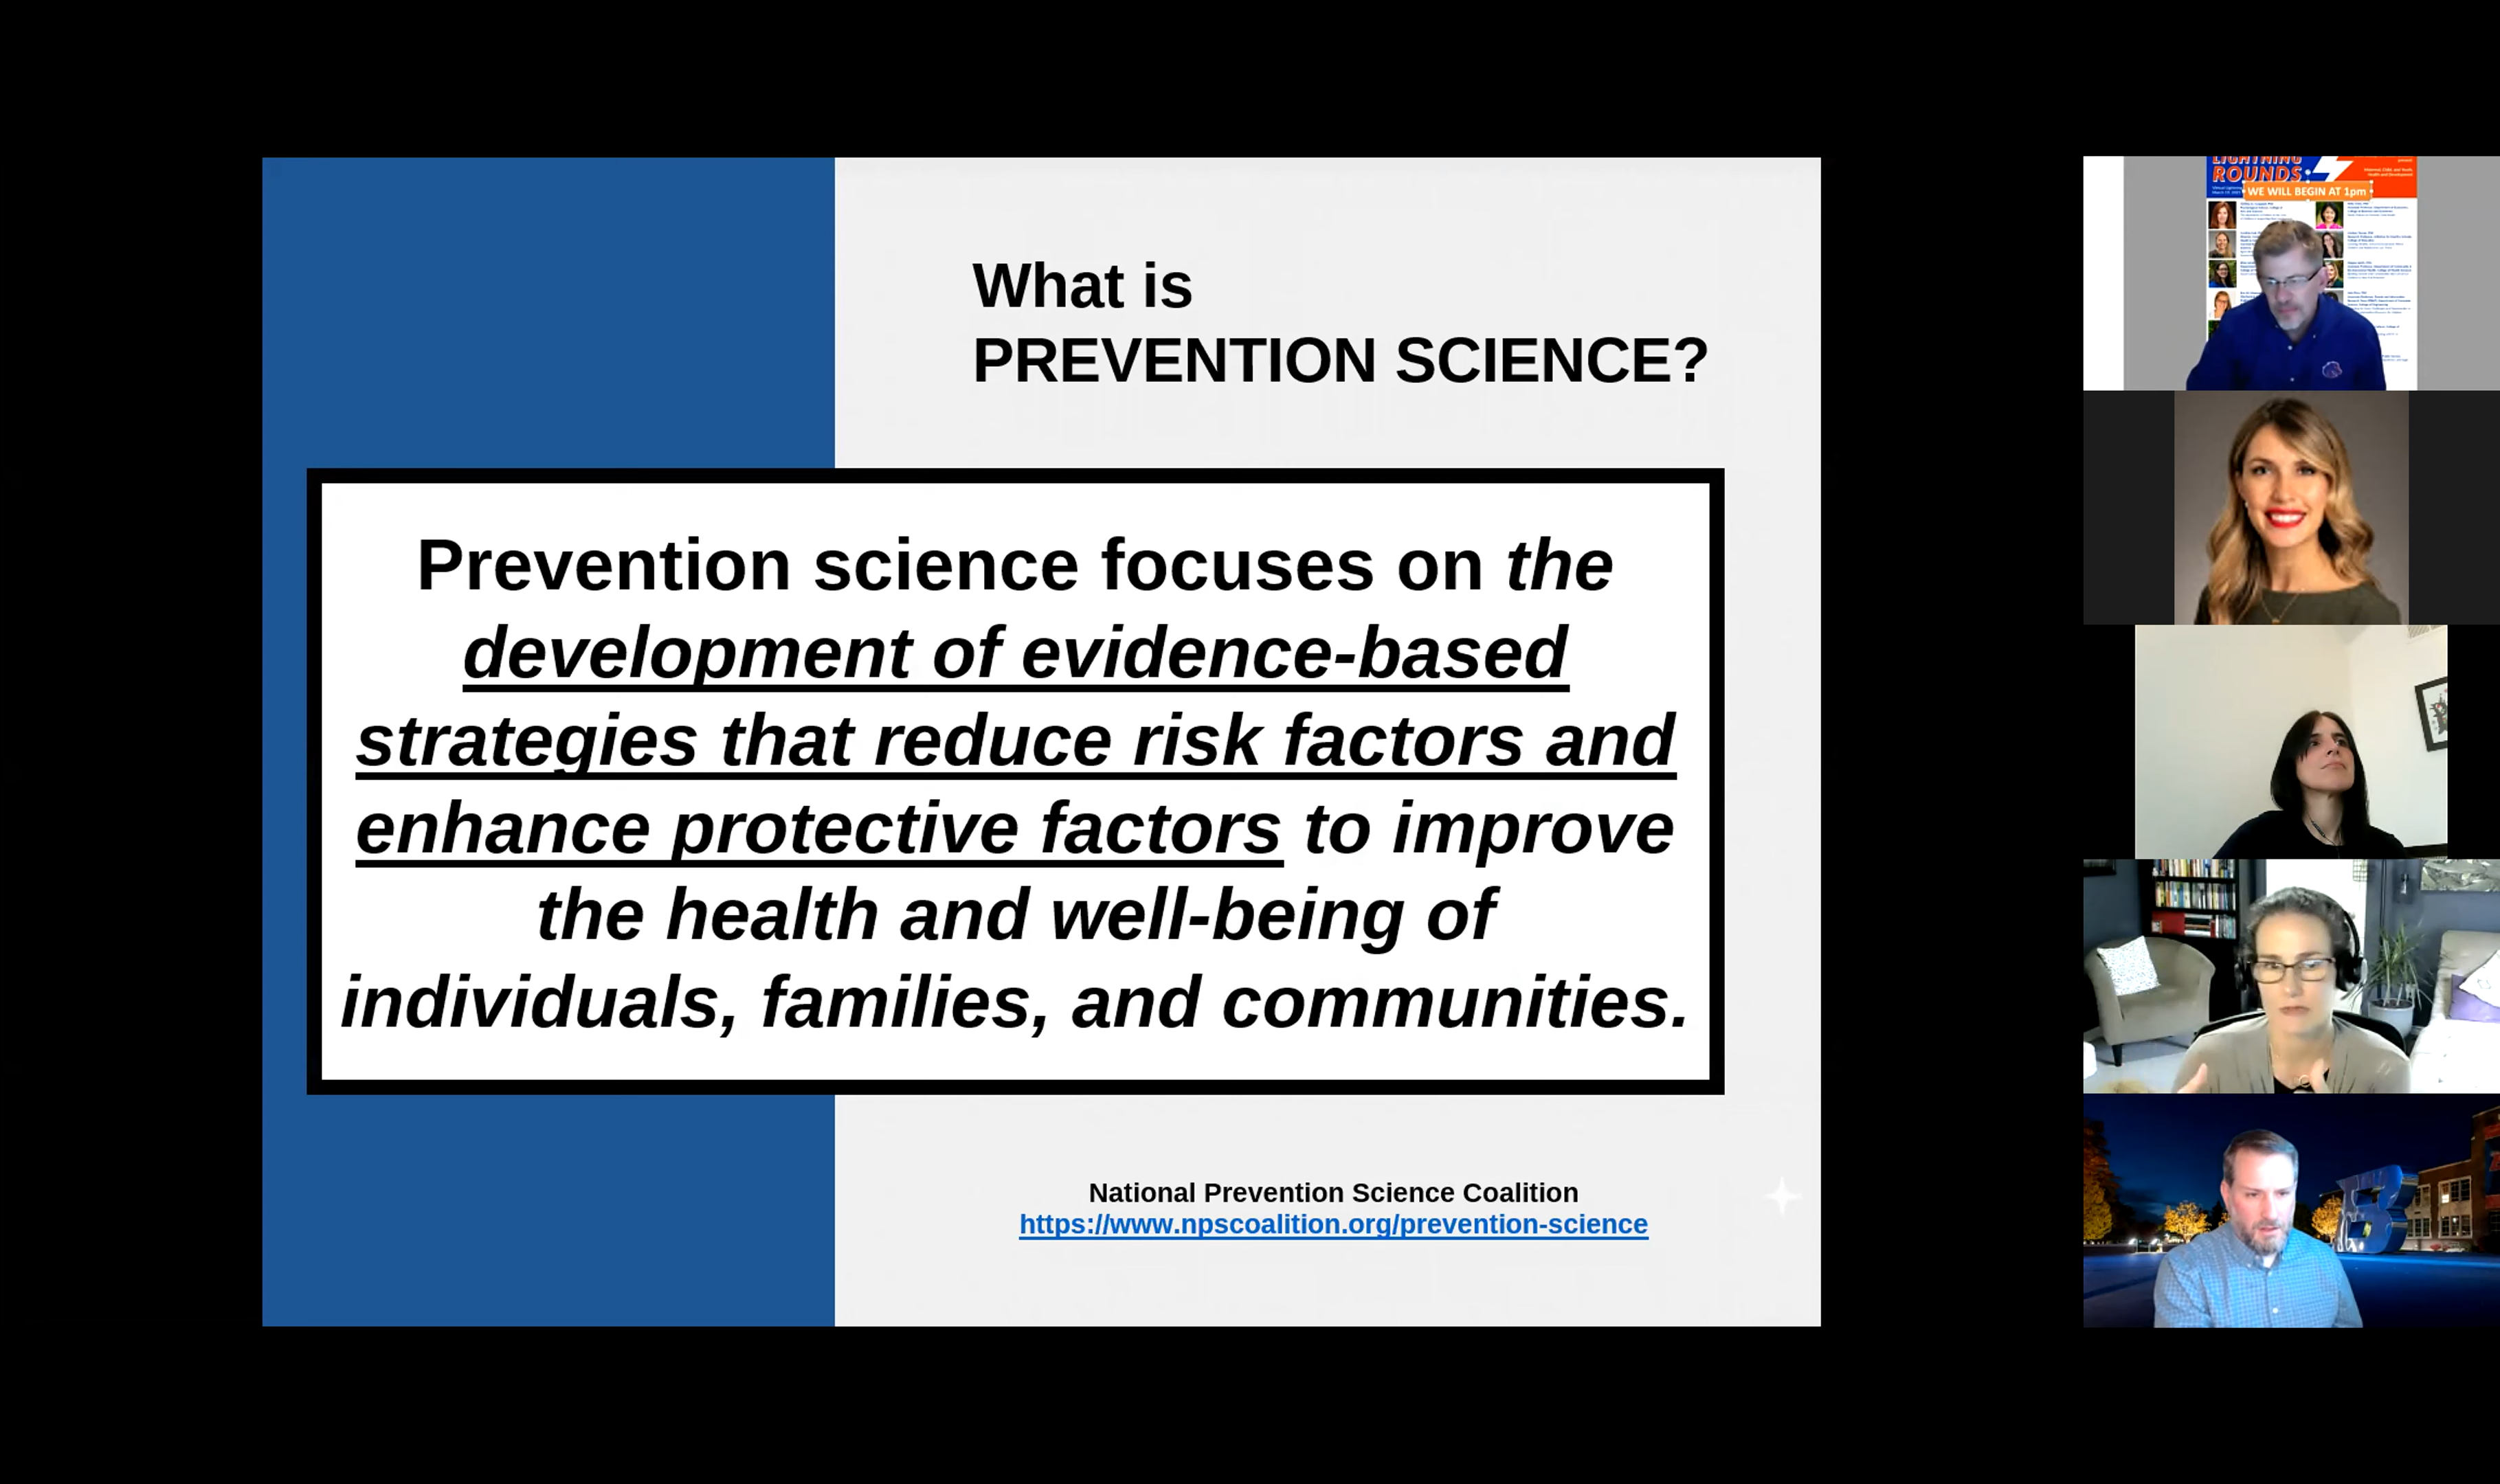 What is
PREVENTION SCIENCE?
Prevention science focuses on the
development of evidence-based
strategies that reduce risk factors and
enhance protective factors to improve
the health and well-being of
individuals, families, and communities.
National Prevention Science Coalition
https://www.npscoalition.org/prevention-science
LIGHTNING
ROUNDS
WE WILL BEGIN AT 1pm
B